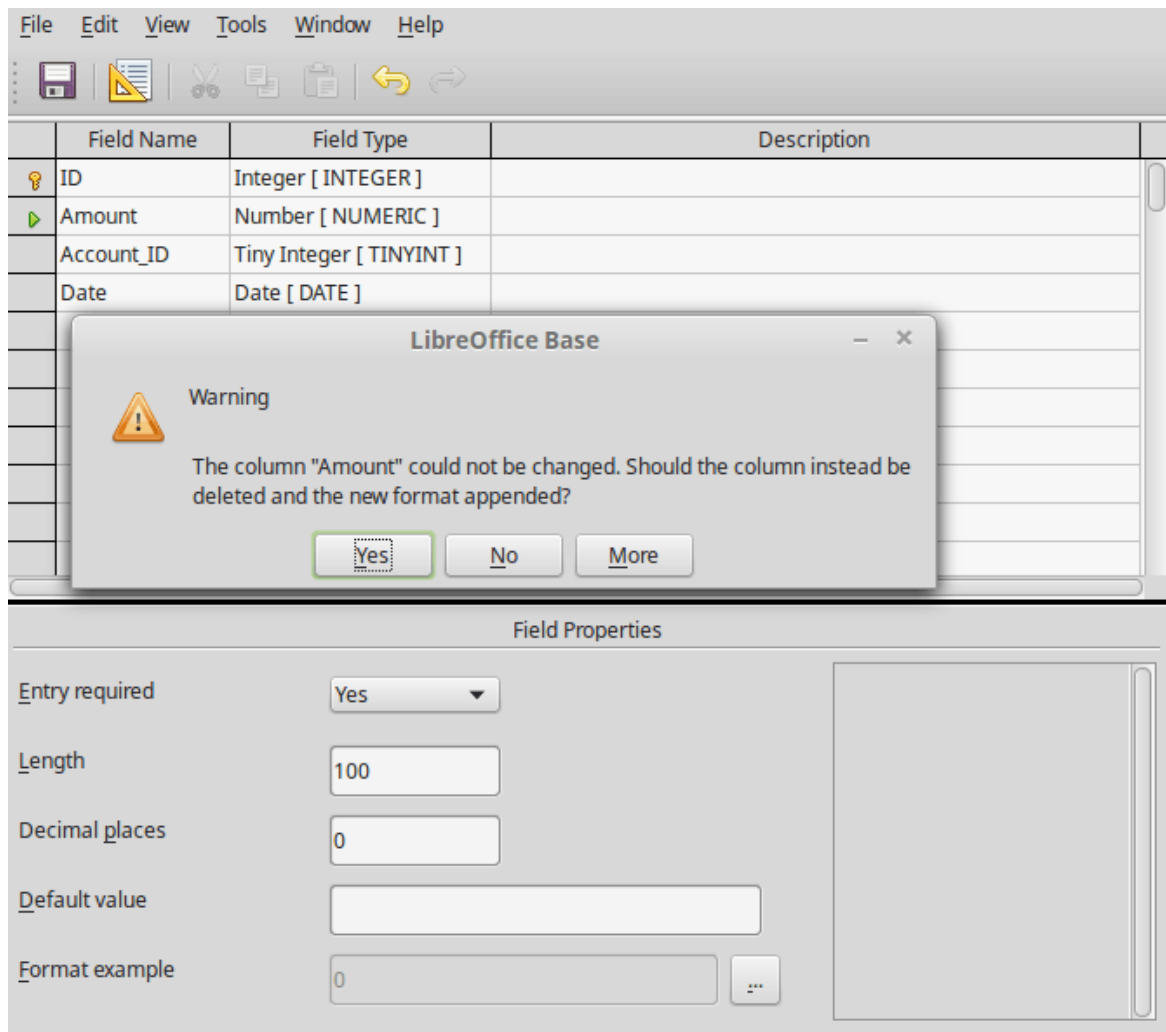 File Edit View Tools Window Help
Field Name Field Type Description
ID Integer [ INTEGER ]
Amount Number [ NUMERIC ]
Account_ID Tiny Integer [ TINYINT ]
Date Date [ DATE ]
LibreOffice Base
Warning
The column "Amount" could not be changed. Should the column instead be
deleted and the new format appended?
Yes No More
Field Properties
Entry required Yes
Length 100
Decimal places 0
Default value
Format example 0 ...